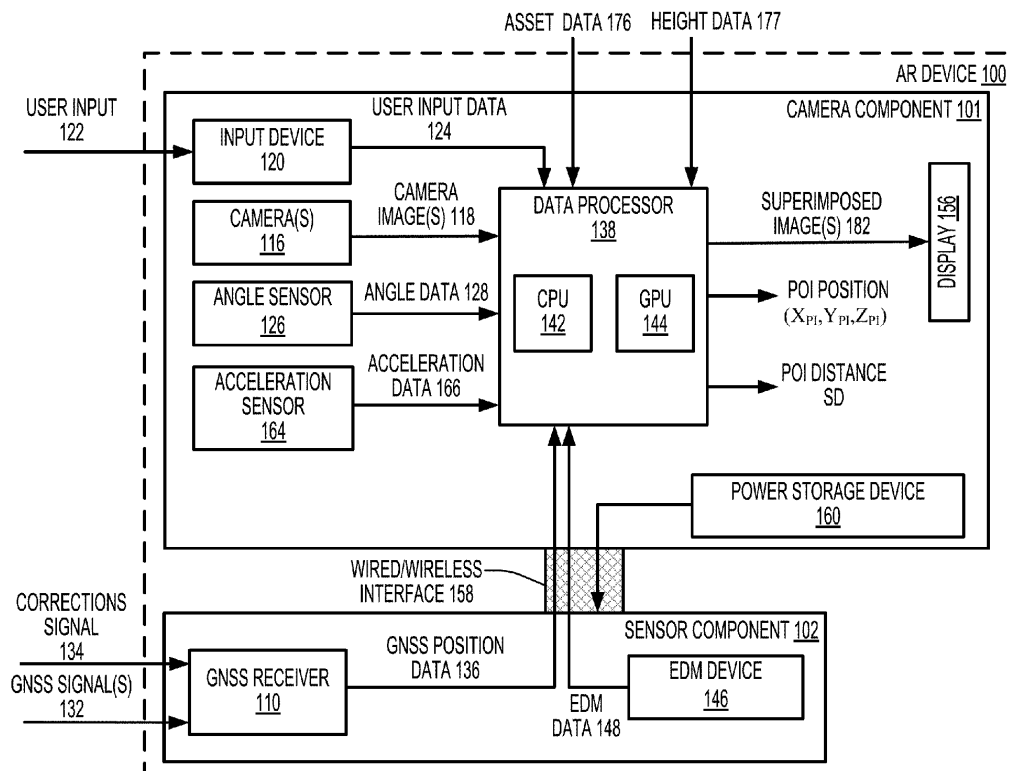 ASSET DATA 176
HEIGHT DATA 177
AR DEVICE 100
USER INPUT
122
USER INPUT DATA
124
CAMERA COMPONENT 101
INPUT DEVICE
120
CAMERA(S)
116
CAMERA
IMAGE(S) 118
DATA PROCESSOR
138
SUPERIMPOSED
IMAGE(S) 182
DISPLAY 156
ANGLE SENSOR
126
ANGLE DATA 128
CPU
142
GPU
144
POI POSITION
(XPI,YPI,ZPI)
ACCELERATION
SENSOR
164
ACCELERATION
DATA 166
POI DISTANCE
SD
POWER STORAGE DEVICE
160
WIRED/WIRELESS
INTERFACE 158
CORRECTIONS
SIGNAL
134
GNSS SIGNAL(S)
132
SENSOR COMPONENT 102
GNSS RECEIVER
110
GNSS POSITION
DATA 136
EDM DEVICE
146
EDM
DATA 148